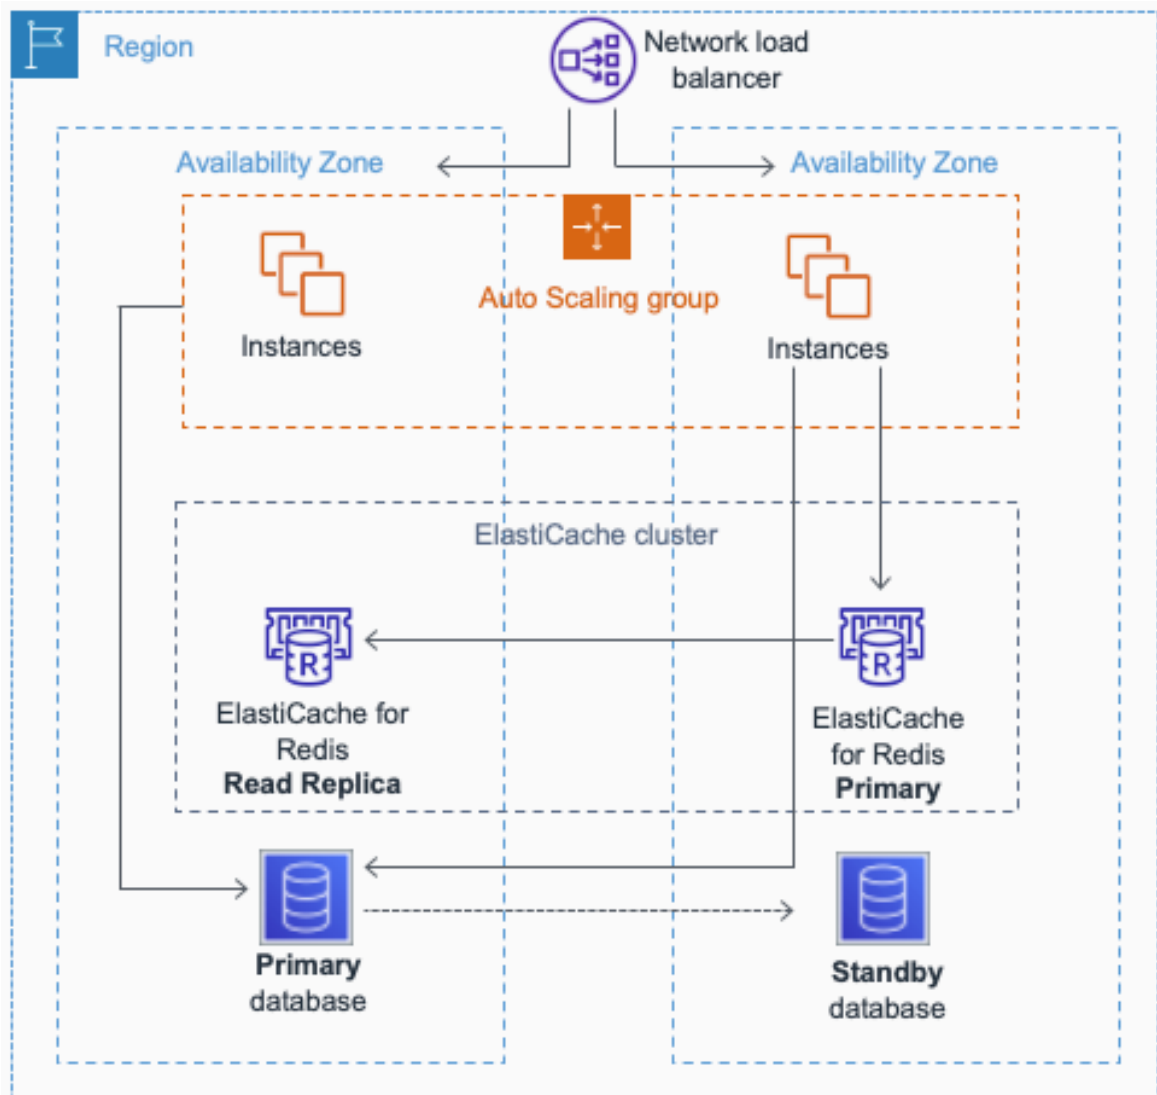 Region
Network load
balancer
Availability Zone
Availability Zone
Auto Scaling group
Instances
Instances
ElastiCache cluster
R
R
ElastiCache for
Redis
Read Replica
ElastiCache
for Redis
Primary
Primary
database
Standby
database